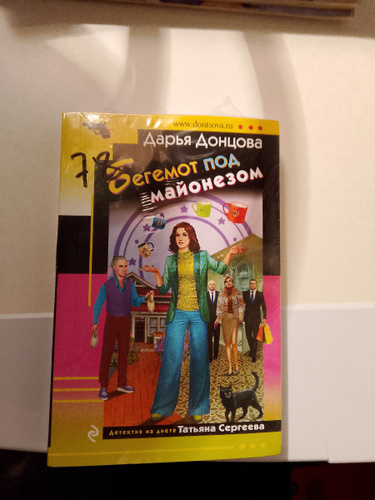 www.dontsova.ru
Дарья Донцова
78
Бегемот под
майонезом
Детектив на диете Татьяна Сергеева